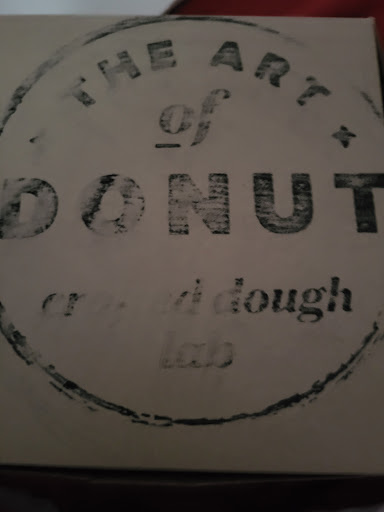 THE ART
of
DONUT
dough
lab